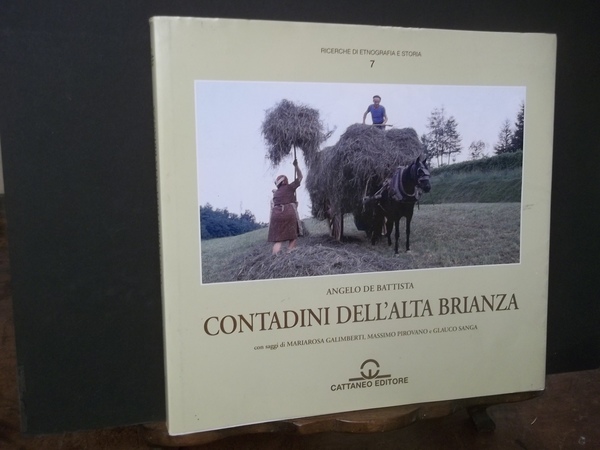 RICERCHE DI ETNOGRAFIA E STORIA
7
ANGELO DE BATTISTA
CONTADINI DELL'ALTA BRIANZA
con saggi di MARIAROSA GALIMBERTI, MASSIMO PIROVANO e GLAUCO SANGA
CATTANEO EDITORE